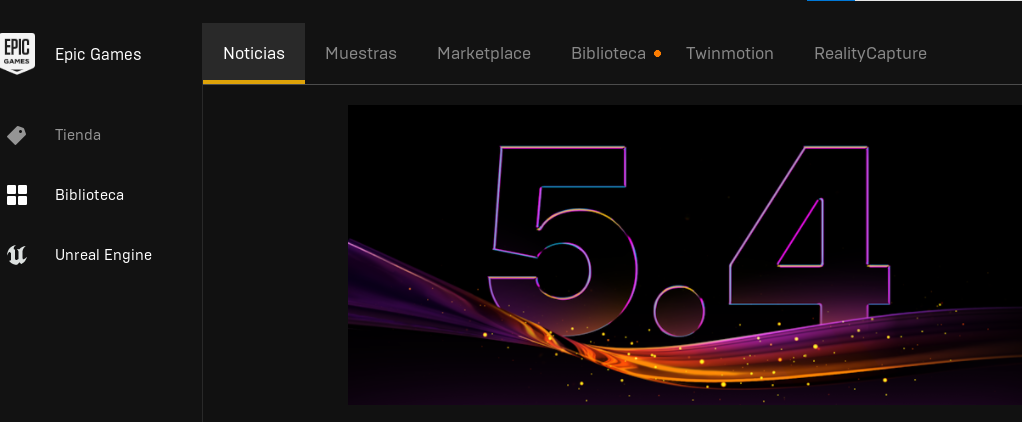 EPIC
GAMES
Epic Games
Tienda
Biblioteca
Unreal Engine
Noticias Muestras Marketplace Biblioteca Twinmotion RealityCapture
5.4